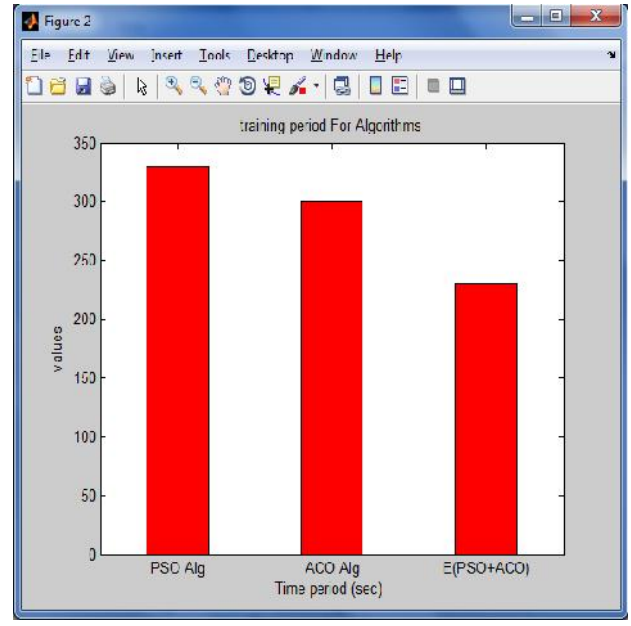 Figure 2
File Edit View Insert Tools Desktop Window Help
training period For Algorithms
350
300
250
200
150
100
50
0
values
PSO Alg ACO Alg E(PSO+ACO)
Time period (sec)